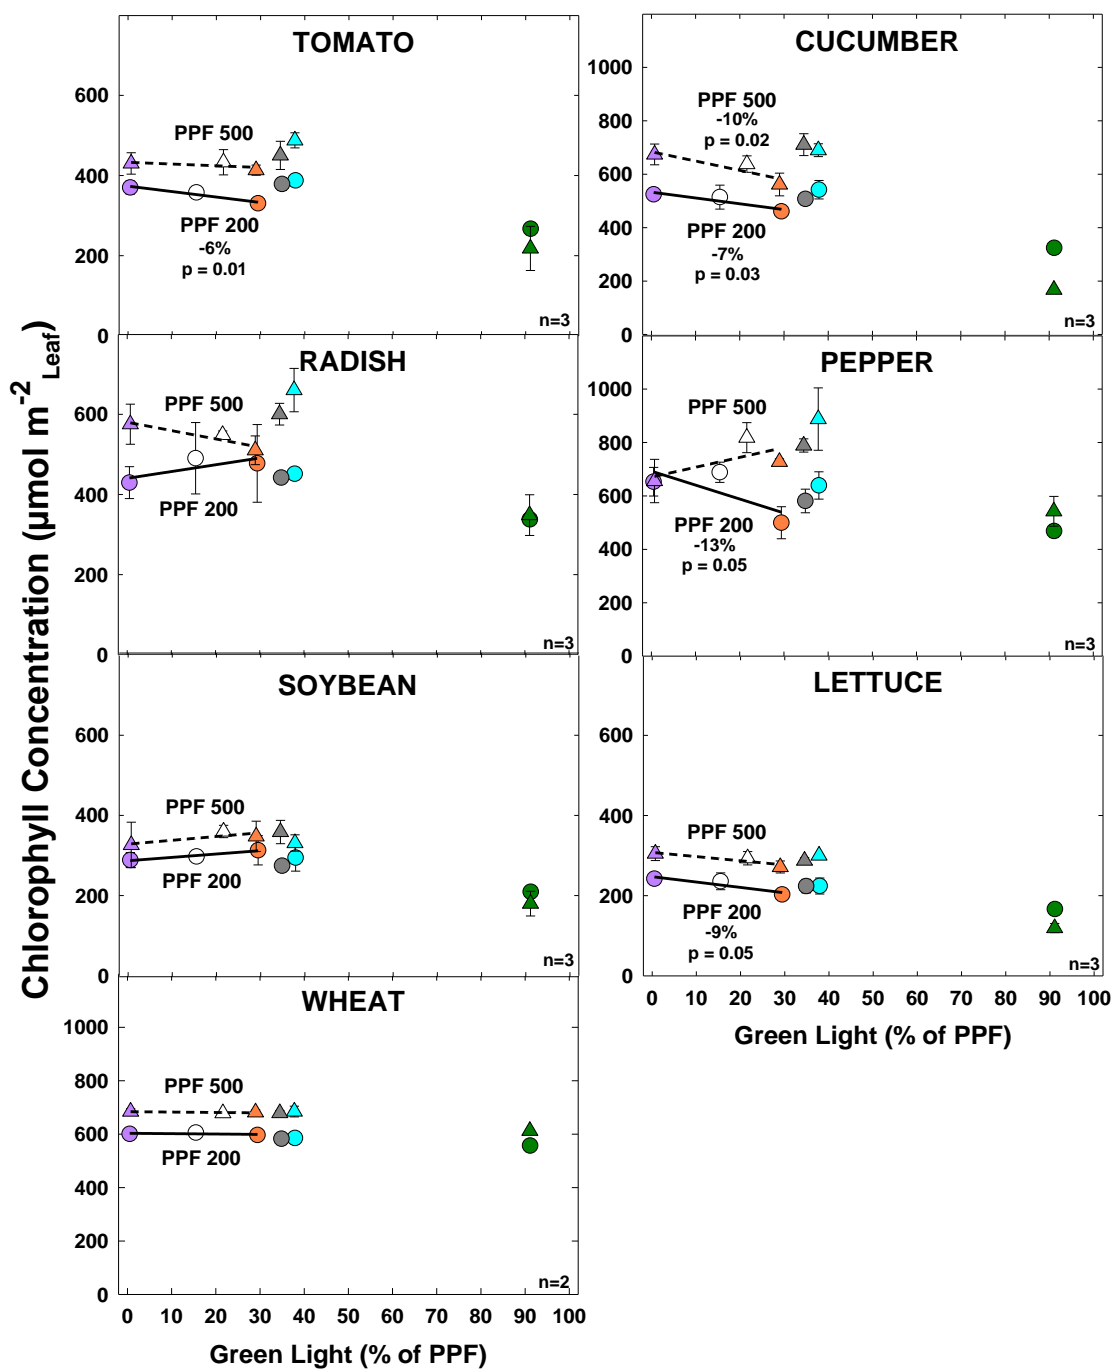 Chlorophyll Concentration (µmol m-2 Leaf)
TOMATO
600
400
200
0
PPF 500
PPF 200
-6%
p = 0.01
n=3
CUCUMBER
1000
800
600
400
200
0
PPF 500
-10%
p = 0.02
PPF 200
-7%
p = 0.03
n=3
RADISH
600
400
200
0
PPF 500
PPF 200
n=3
PEPPER
1000
800
600
400
200
0
PPF 500
PPF 200
-13%
p = 0.05
n=3
SOYBEAN
600
400
200
0
PPF 500
PPF 200
n=3
LETTUCE
600
400
200
0
PPF 500
PPF 200
-9%
p = 0.05
n=3
0 10 20 30 40 50 60 70 80 90 100
Green Light (% of PPF)
WHEAT
1000
800
600
400
200
0
PPF 500
PPF 200
n=2
0 10 20 30 40 50 60 70 80 90 100
Green Light (% of PPF)